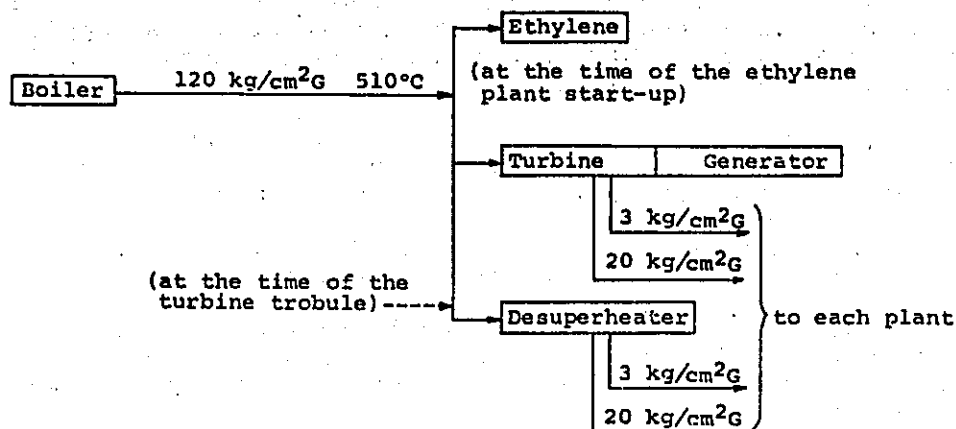 Ethylene
(at the time of the ethylene
plant start-up)
120 kg/cm²G 510°C
Boiler
Turbine Generator
3 kg/cm²G
20 kg/cm²G
(at the time of the
turbine trobule)
Desuperheater
to each plant
3 kg/cm²G
20 kg/cm²G